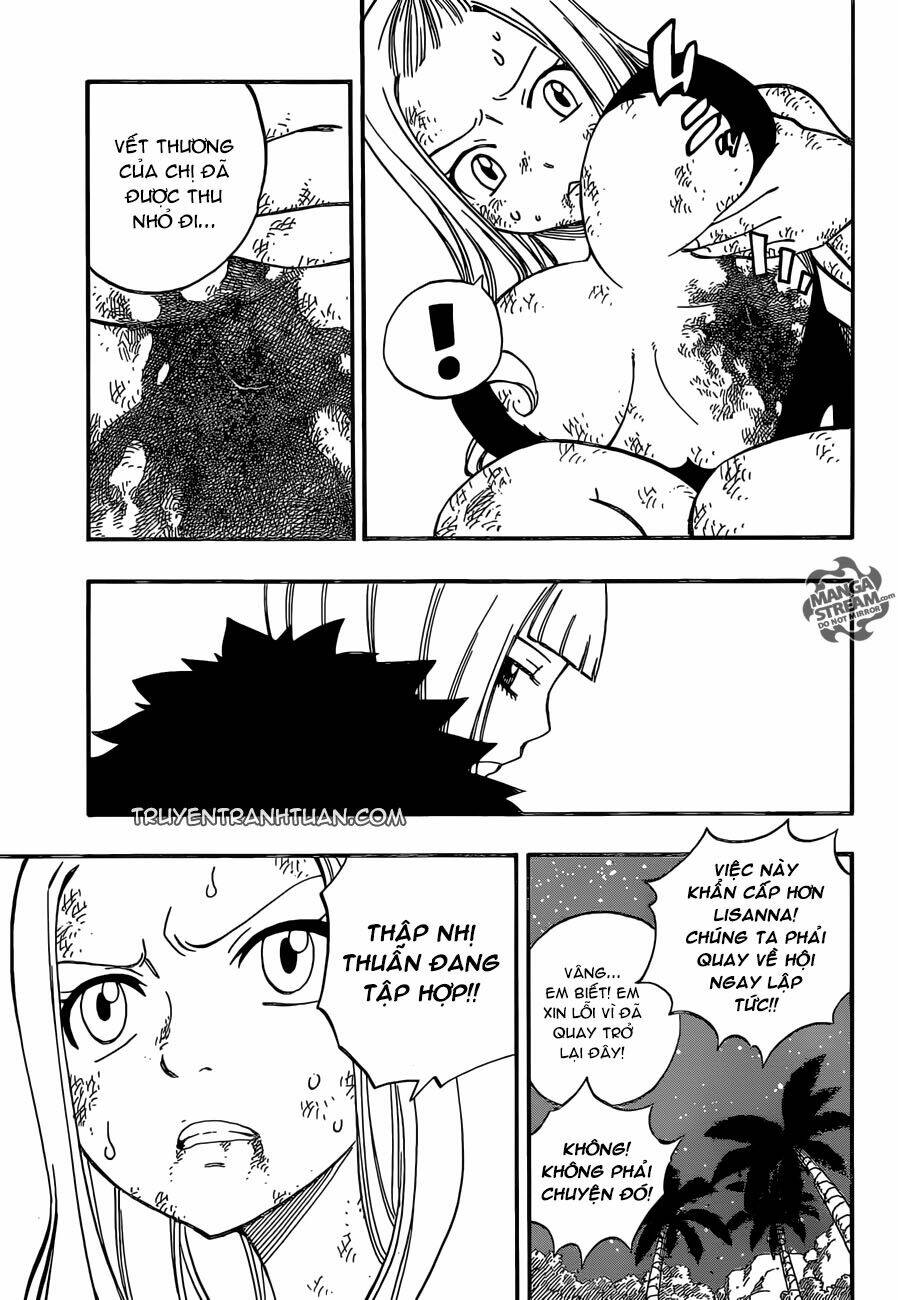 !
VẾT THƯƠNG
CỦA CHỊ ĐÃ
ĐƯỢC THU
NHỎ ĐI...
MANGA
STREAM.com
DO NOT MIRROR
TRUYENTRANHTUAN.COM
VIỆC NÀY
KHẨN CẤP HƠN
LISANNA!
CHÚNG TA PHẢI
QUAY VỀ HỘI
NGAY LẬP
TỨC!!
VÂNG...
EM BIẾT! EM
XIN LỖI VÌ ĐÃ
QUAY TRỞ
LẠI ĐÂY!
KHÔNG!
KHÔNG PHẢI
CHUYỆN ĐÓ!
THẬP NHỊ
THUẪN ĐANG
TẬP HỢP!!